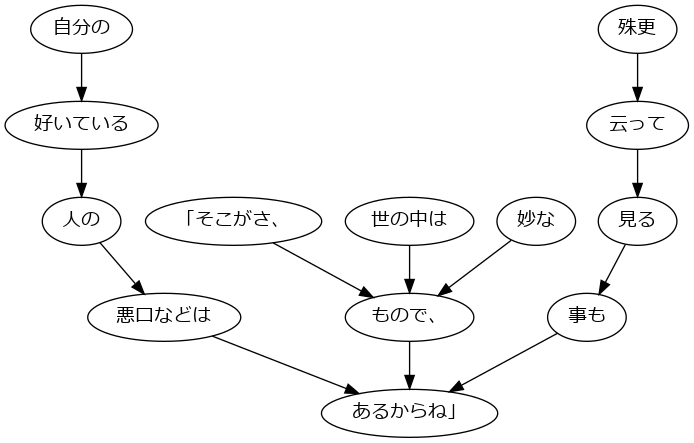 自分の
殊更
好いている
云って
人の
「そこがさ、
世の中は
妙な
見る
悪口などは
もので、
事も
あるからね」